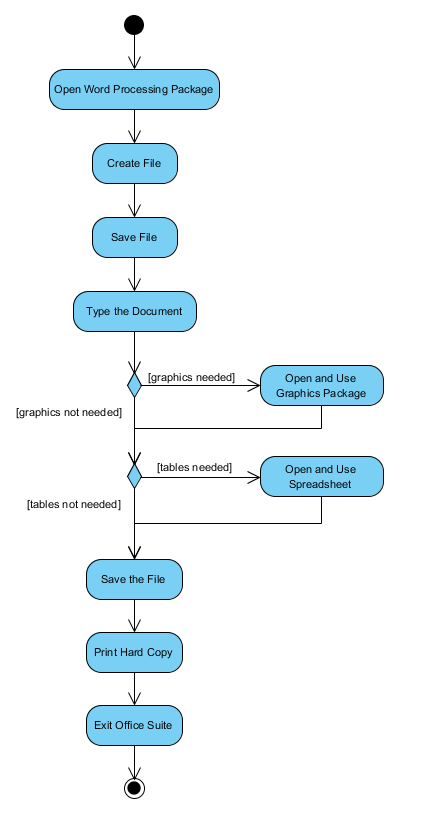 Open Word Processing Package
Create File
Save File
Type the Document
[graphics needed]
Open and Use
Graphics Package
[graphics not needed]
[tables needed]
Open and Use
Spreadsheet
[tables not needed]
Save the File
Print Hard Copy
Exit Office Suite